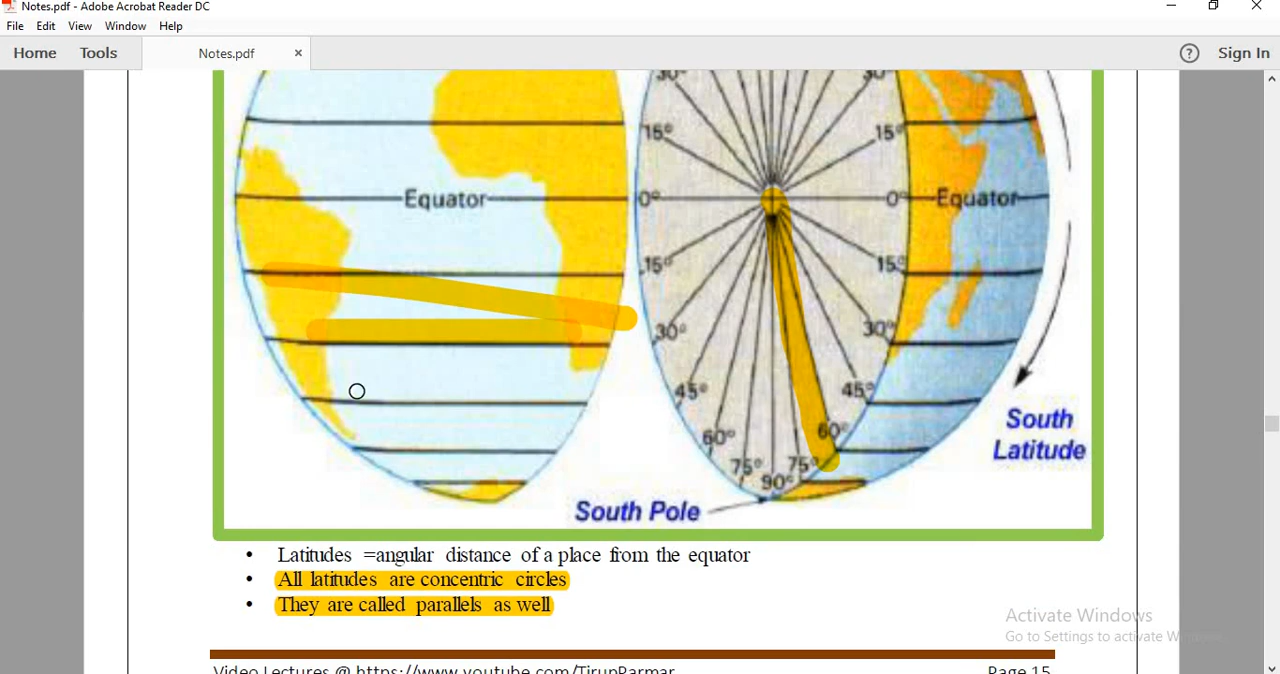 Notes.pdf - Adobe Acrobat Reader DC
File Edit View Window Help
Home Tools Notes.pdf × ? Sign In
30° 30°
15° 15°
Equator 0° 0° Equator
15° 15°
30° 30°
45° 45°
60° 60°
75° 75°
90°
South
Latitude
South Pole
• Latitudes =angular distance of a place from the equator
• All latitudes are concentric circles
• They are called parallels as well
Activate Windows
Go to Settings to activate Windows.
Video Lectures @ https://www.youtube.com/TirupParmar Page 15